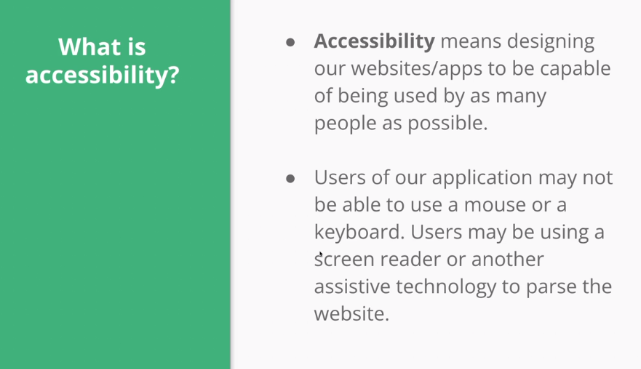 What is
accessibility?
● Accessibility means designing
our websites/apps to be capable
of being used by as many
people as possible.
● Users of our application may not
be able to use a mouse or a
keyboard. Users may be using a
screen reader or another
assistive technology to parse the
website.